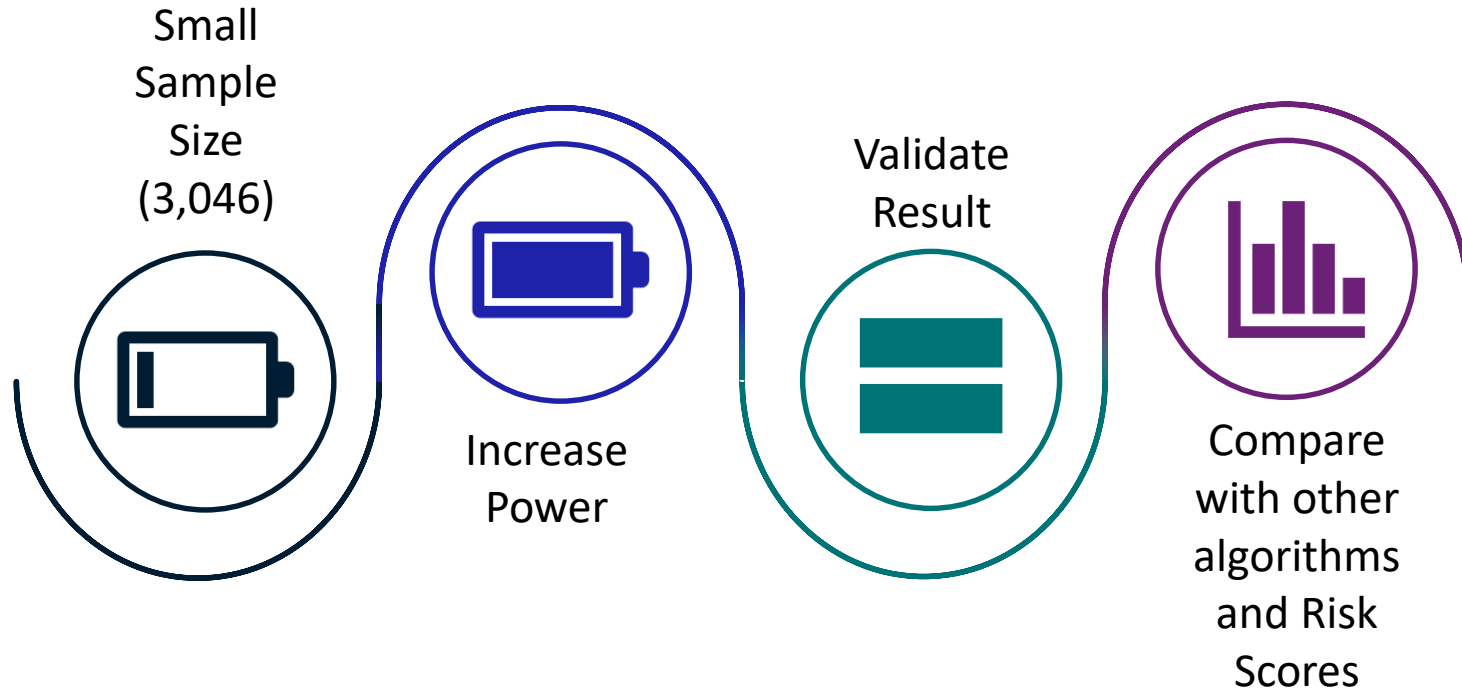 Small
Sample
Size
(3,046)
Increase
Power
Validate
Result
Compare
with other
algorithms
and Risk
Scores